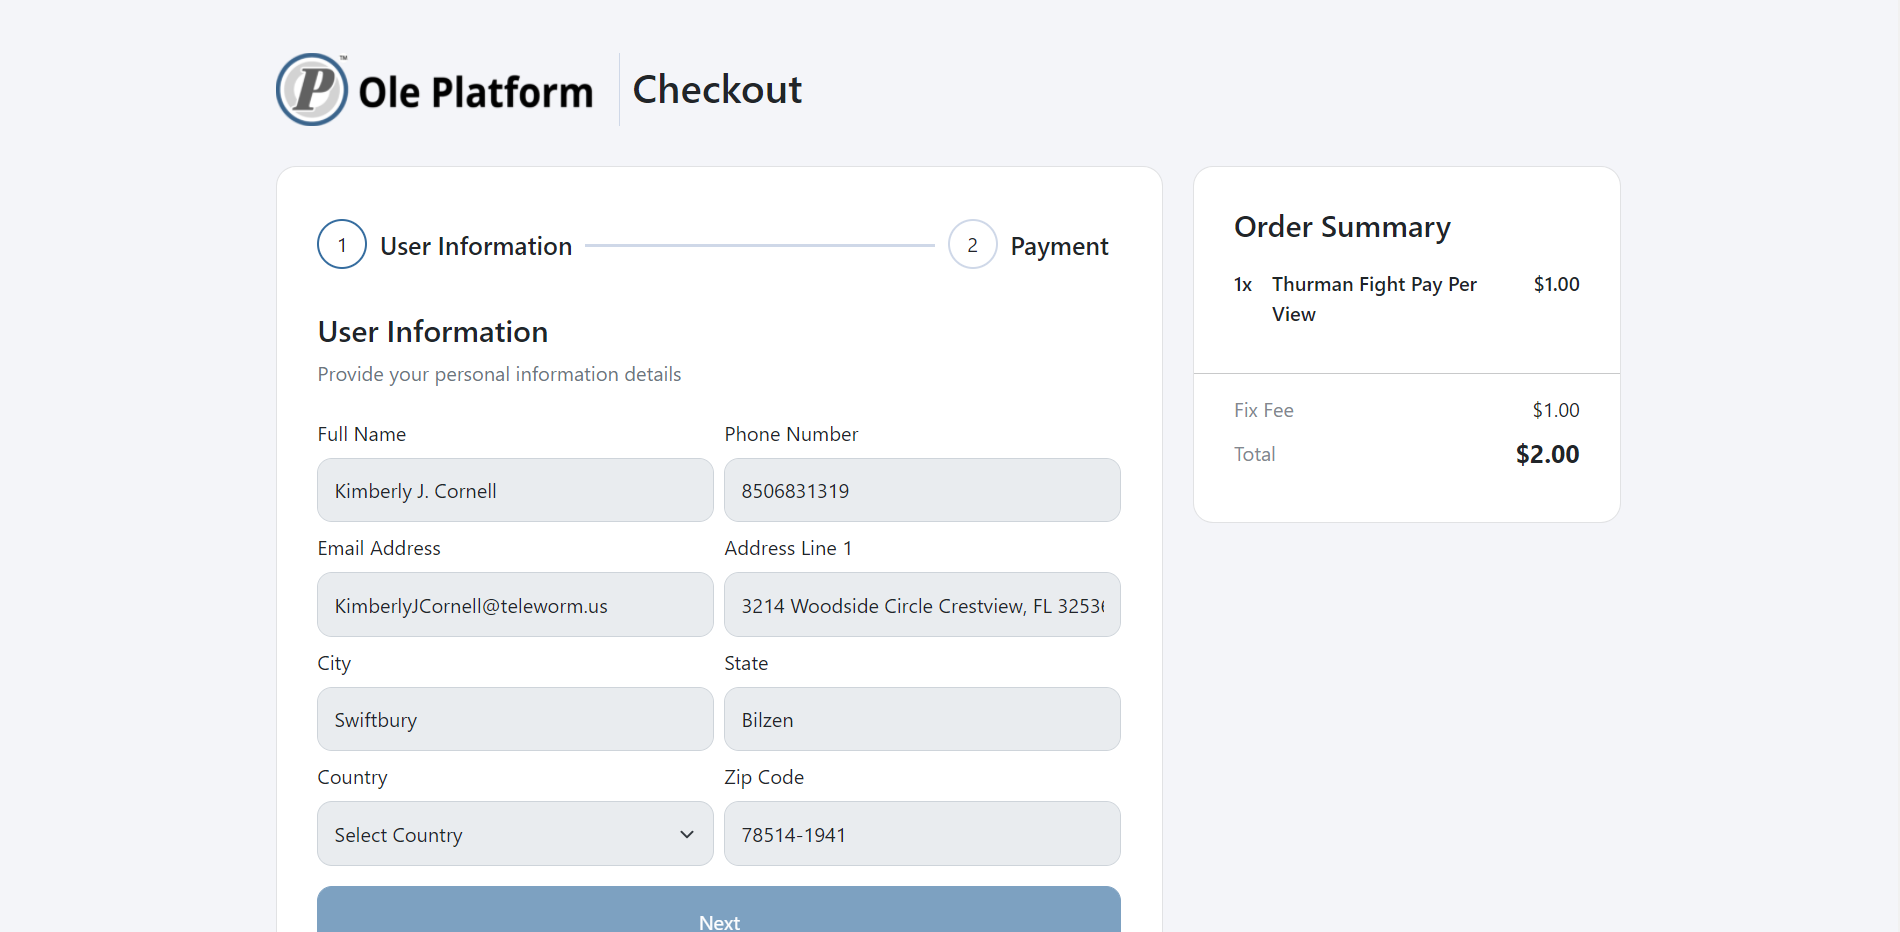 P™ Ole Platform Checkout
1 User Information 2 Payment
User Information
Provide your personal information details
Full Name Phone Number
Kimberly J. Cornell 8506831319
Email Address Address Line 1
KimberlyJCornell@teleworm.us 3214 Woodside Circle Crestview, FL 32536
City State
Swiftbury Bilzen
Country Zip Code
Select Country 78514-1941
Next
Order Summary
1x Thurman Fight Pay Per $1.00
View
Fix Fee $1.00
Total $2.00